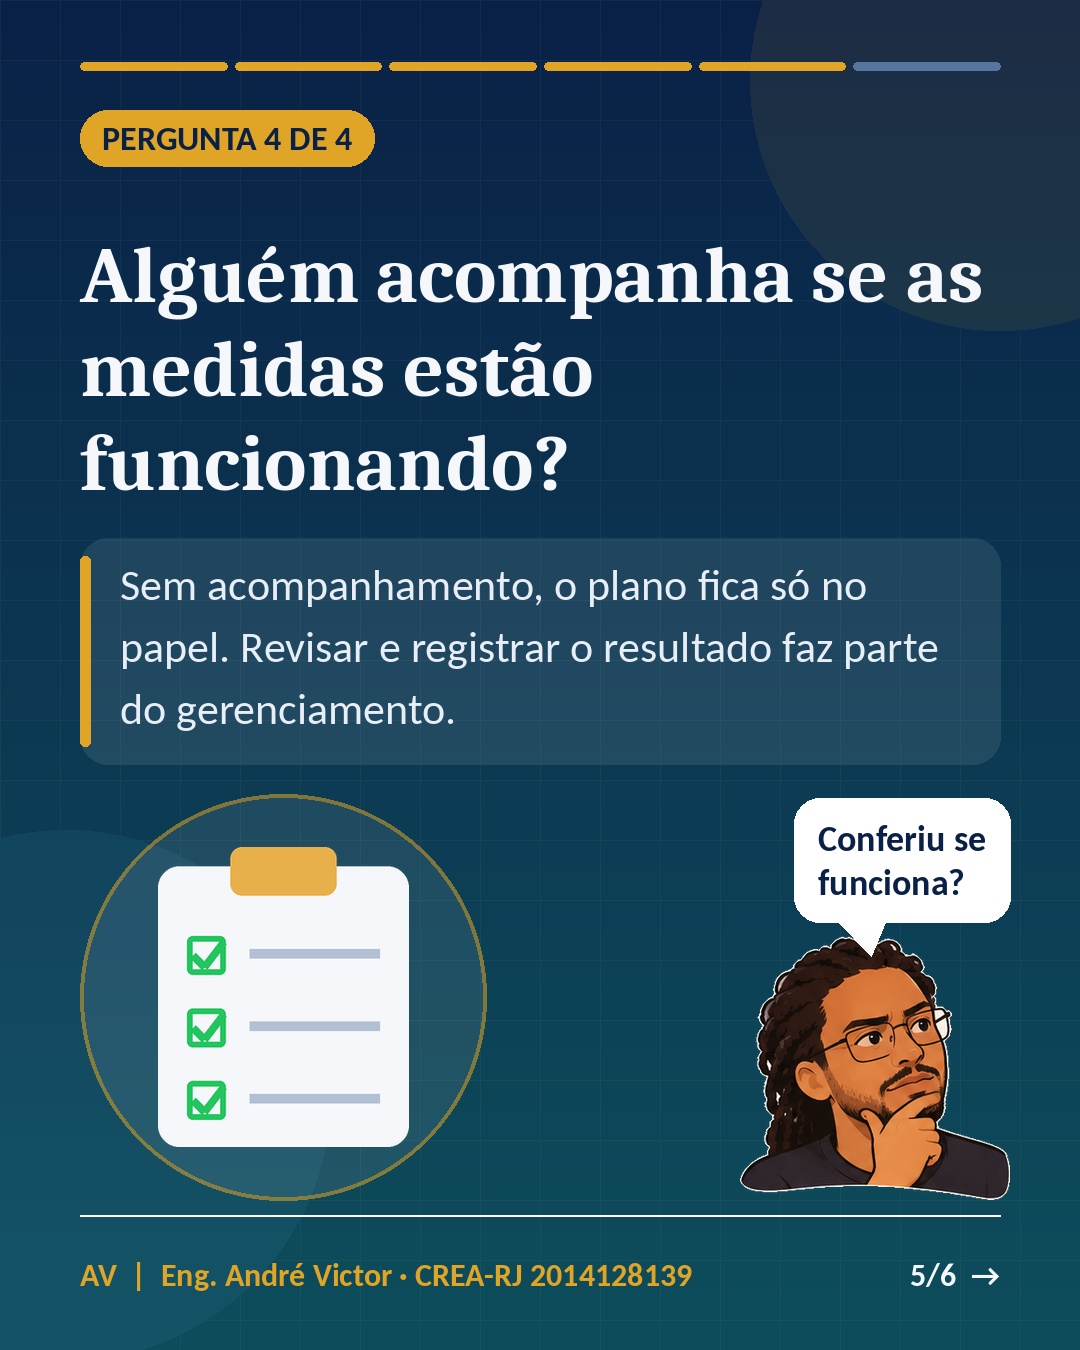 PERGUNTA 4 DE 4
Alguém acompanha se as
medidas estão
funcionando?
Sem acompanhamento, o plano fica só no
papel. Revisar e registrar o resultado faz parte
do gerenciamento.
Conferiu se
funciona?
AV | Eng. André Victor · CREA-RJ 2014128139
5/6 →